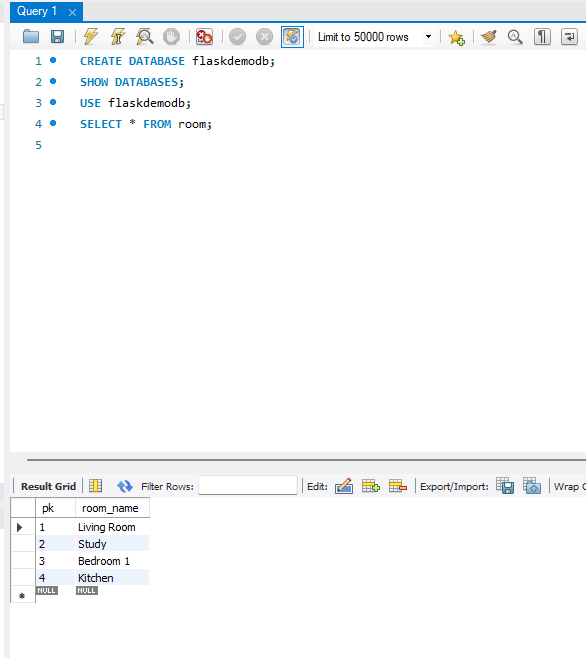 Query 1
Limit to 50000 rows
1 CREATE DATABASE flaskdemodb;
2 SHOW DATABASES;
3 USE flaskdemodb;
4 SELECT * FROM room;
5
Result Grid Filter Rows: Edit: Export/Import: Wrap C
pk room_name
1 Living Room
2 Study
3 Bedroom 1
4 Kitchen
NULL NULL